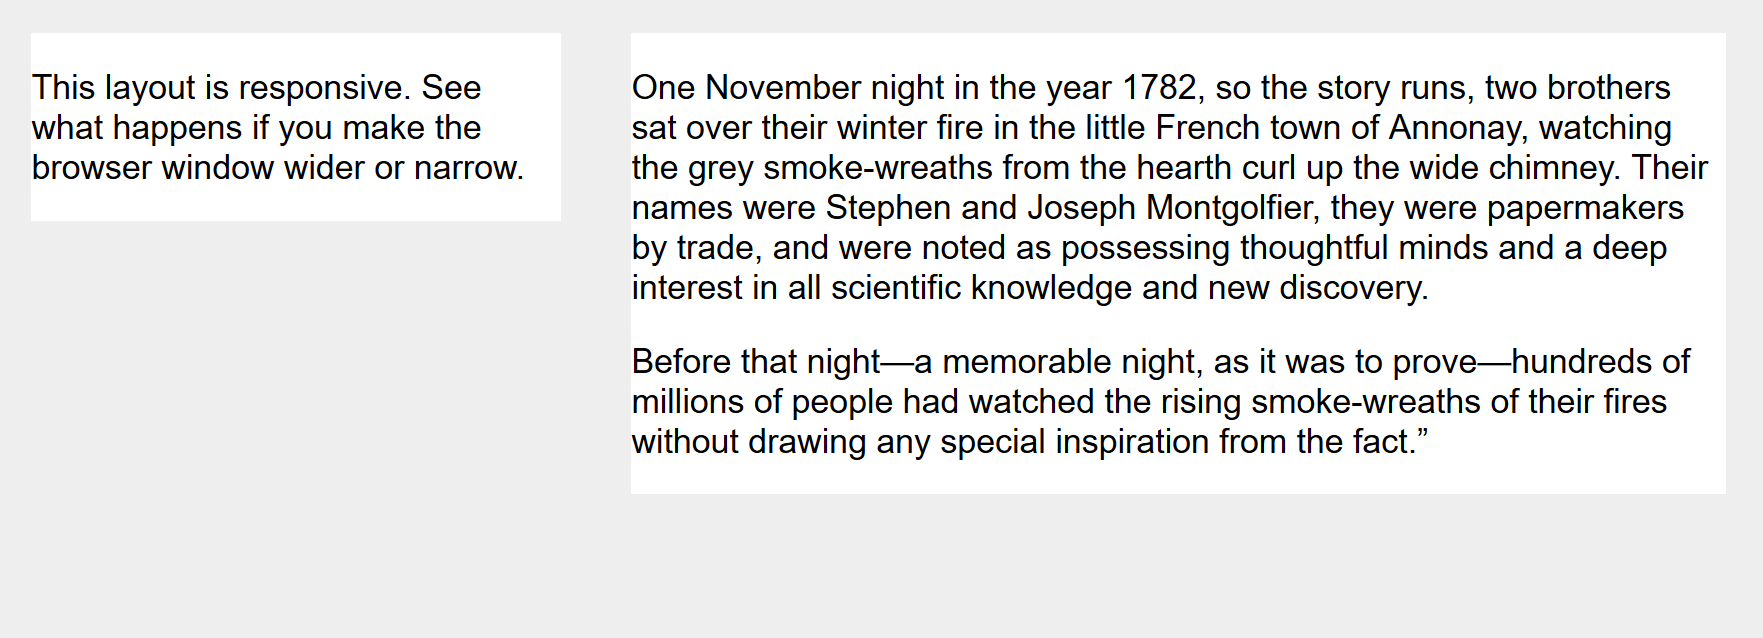 This layout is responsive. See
what happens if you make the
browser window wider or narrow.
One November night in the year 1782, so the story runs, two brothers
sat over their winter fire in the little French town of Annonay, watching
the grey smoke-wreaths from the hearth curl up the wide chimney. Their
names were Stephen and Joseph Montgolfier, they were papermakers
by trade, and were noted as possessing thoughtful minds and a deep
interest in all scientific knowledge and new discovery.
Before that night—a memorable night, as it was to prove—hundreds of
millions of people had watched the rising smoke-wreaths of their fires
without drawing any special inspiration from the fact.”